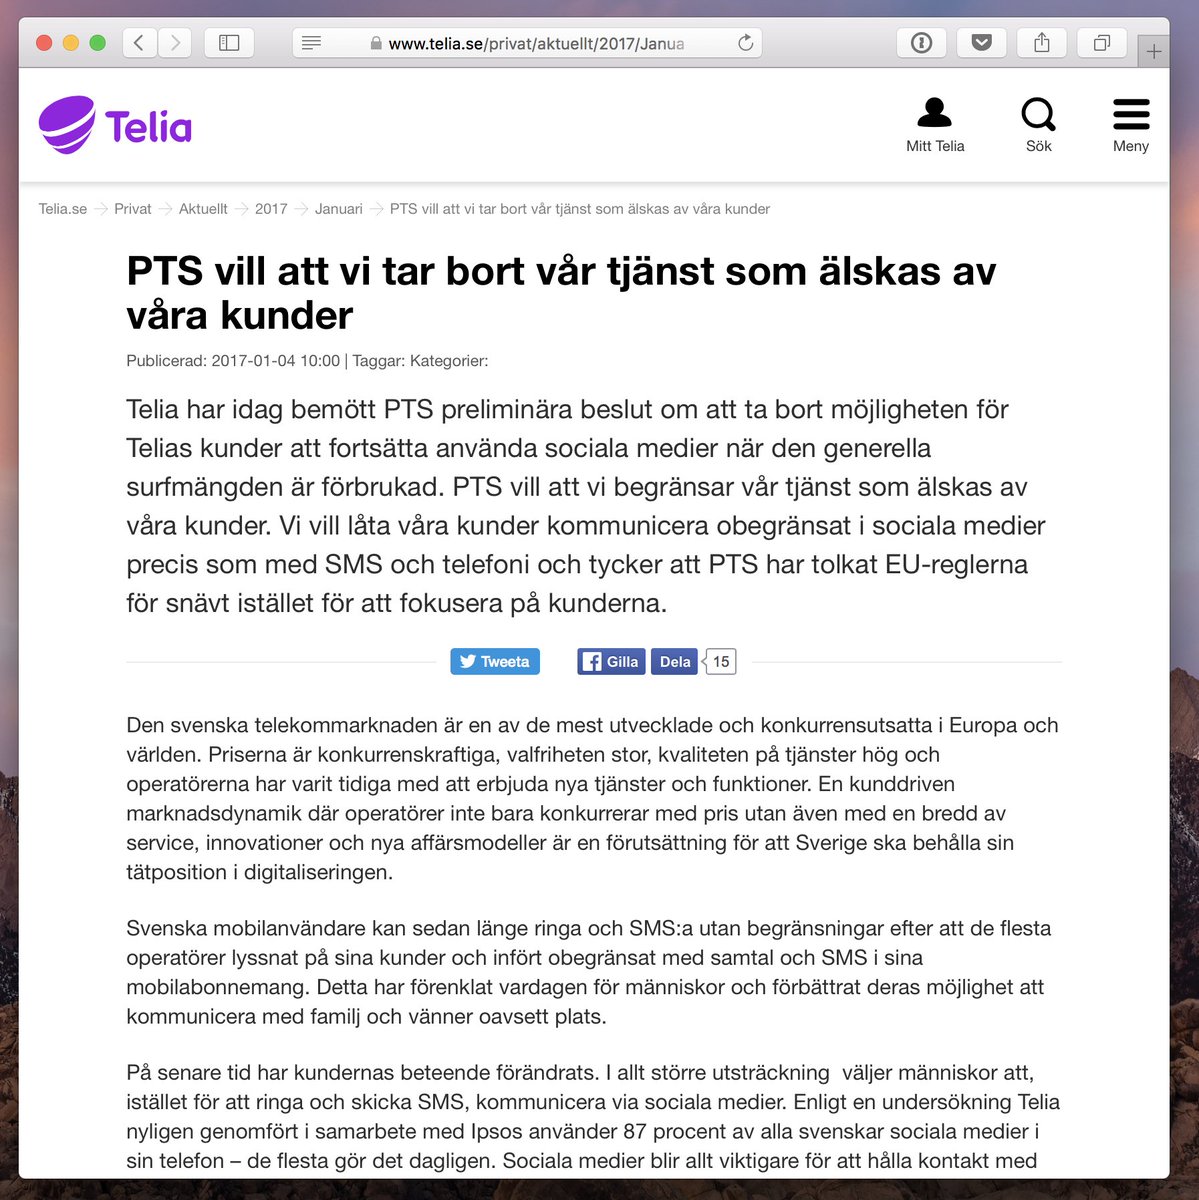 www.telia.se/privat/aktuellt/2017/Janua
Telia
Mitt Telia
Sök
Meny
Telia.se → Privat → Aktuellt → 2017 → Januari → PTS vill att vi tar bort vår tjänst som älskas av våra kunder
PTS vill att vi tar bort vår tjänst som älskas av
våra kunder
Publicerad: 2017-01-04 10:00 | Taggar: Kategorier:
Telia har idag bemött PTS preliminära beslut om att ta bort möjligheten för
Telias kunder att fortsätta använda sociala medier när den generella
surfmängden är förbrukad. PTS vill att vi begränsar vår tjänst som älskas av
våra kunder. Vi vill låta våra kunder kommunicera obegränsat i sociala medier
precis som med SMS och telefoni och tycker att PTS har tolkat EU-reglerna
för snävt istället för att fokusera på kunderna.
Tweeta
Gilla
Dela
15
Den svenska telekommarknaden är en av de mest utvecklade och konkurrensutsatta i Europa och
världen. Priserna är konkurrenskraftiga, valfriheten stor, kvaliteten på tjänster hög och
operatörerna har varit tidiga med att erbjuda nya tjänster och funktioner. En kunddriven
marknadsdynamik där operatörer inte bara konkurrerar med pris utan även med en bredd av
service, innovationer och nya affärsmodeller är en förutsättning för att Sverige ska behålla sin
tätposition i digitaliseringen.
Svenska mobilanvändare kan sedan länge ringa och SMS:a utan begränsningar efter att de flesta
operatörer lyssnat på sina kunder och infört obegränsat med samtal och SMS i sina
mobilabonnemang. Detta har förenklat vardagen för människor och förbättrat deras möjlighet att
kommunicera med familj och vänner oavsett plats.
På senare tid har kundernas beteende förändrats. I allt större utsträckning  väljer människor att,
istället för att ringa och skicka SMS, kommunicera via sociala medier. Enligt en undersökning Telia
nyligen genomfört i samarbete med Ipsos använder 87 procent av alla svenskar sociala medier i
sin telefon – de flesta gör det dagligen. Sociala medier blir allt viktigare för att hålla kontakt med